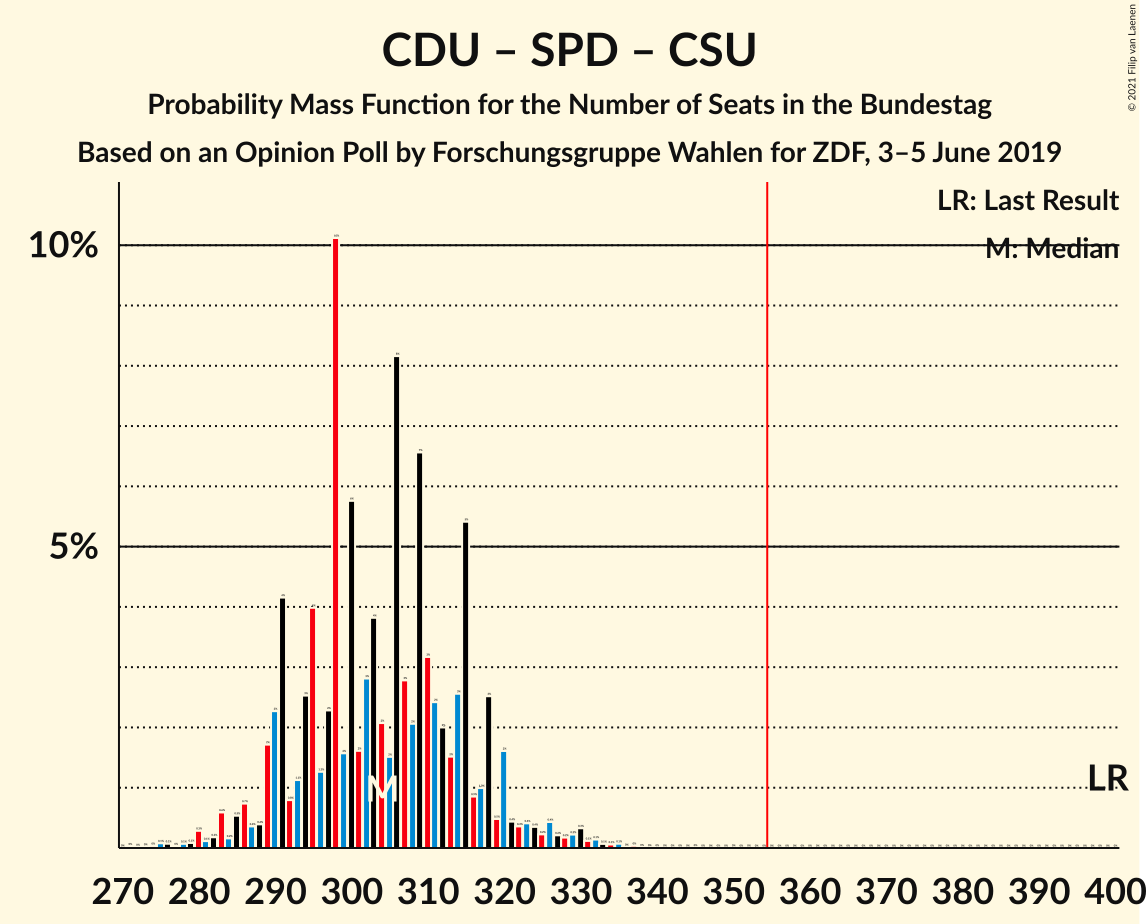 CDU – SPD – CSU
Probability Mass Function for the Number of Seats in the Bundestag
Based on an Opinion Poll by Forschungsgruppe Wahlen for ZDF, 3–5 June 2019
© 2021 Filip van Laenen
LR: Last Result
M: Median
10%
5%
M
LR
270 280 290 300 310 320 330 340 350 360 370 380 390 400